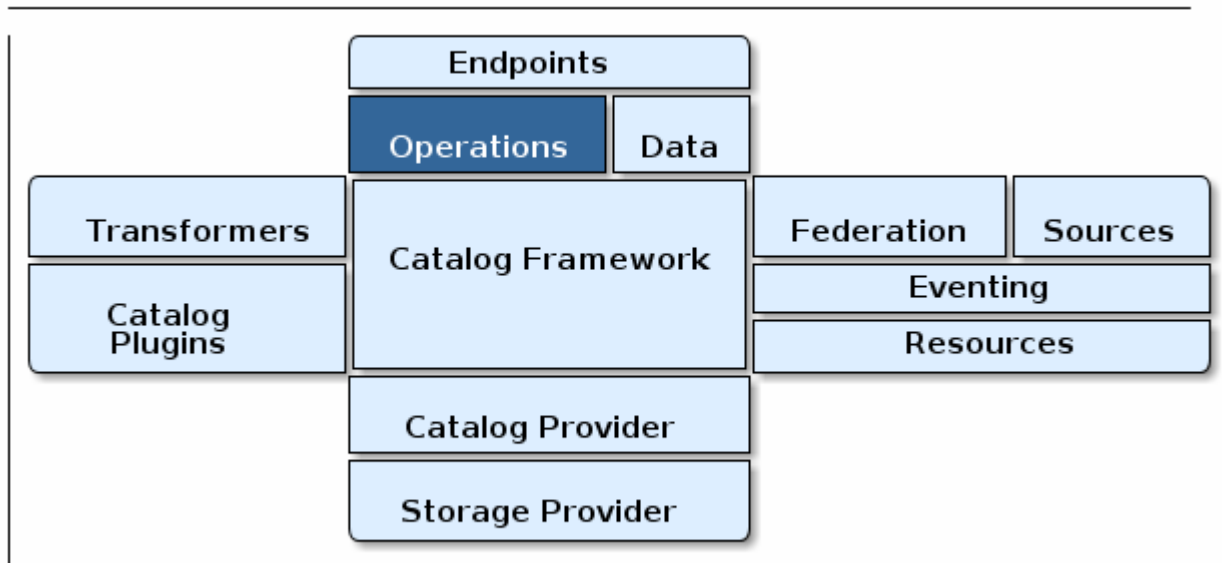 Endpoints
Operations Data
Transformers Federation Sources
Catalog Framework
Eventing
Catalog
Plugins
Resources
Catalog Provider
Storage Provider